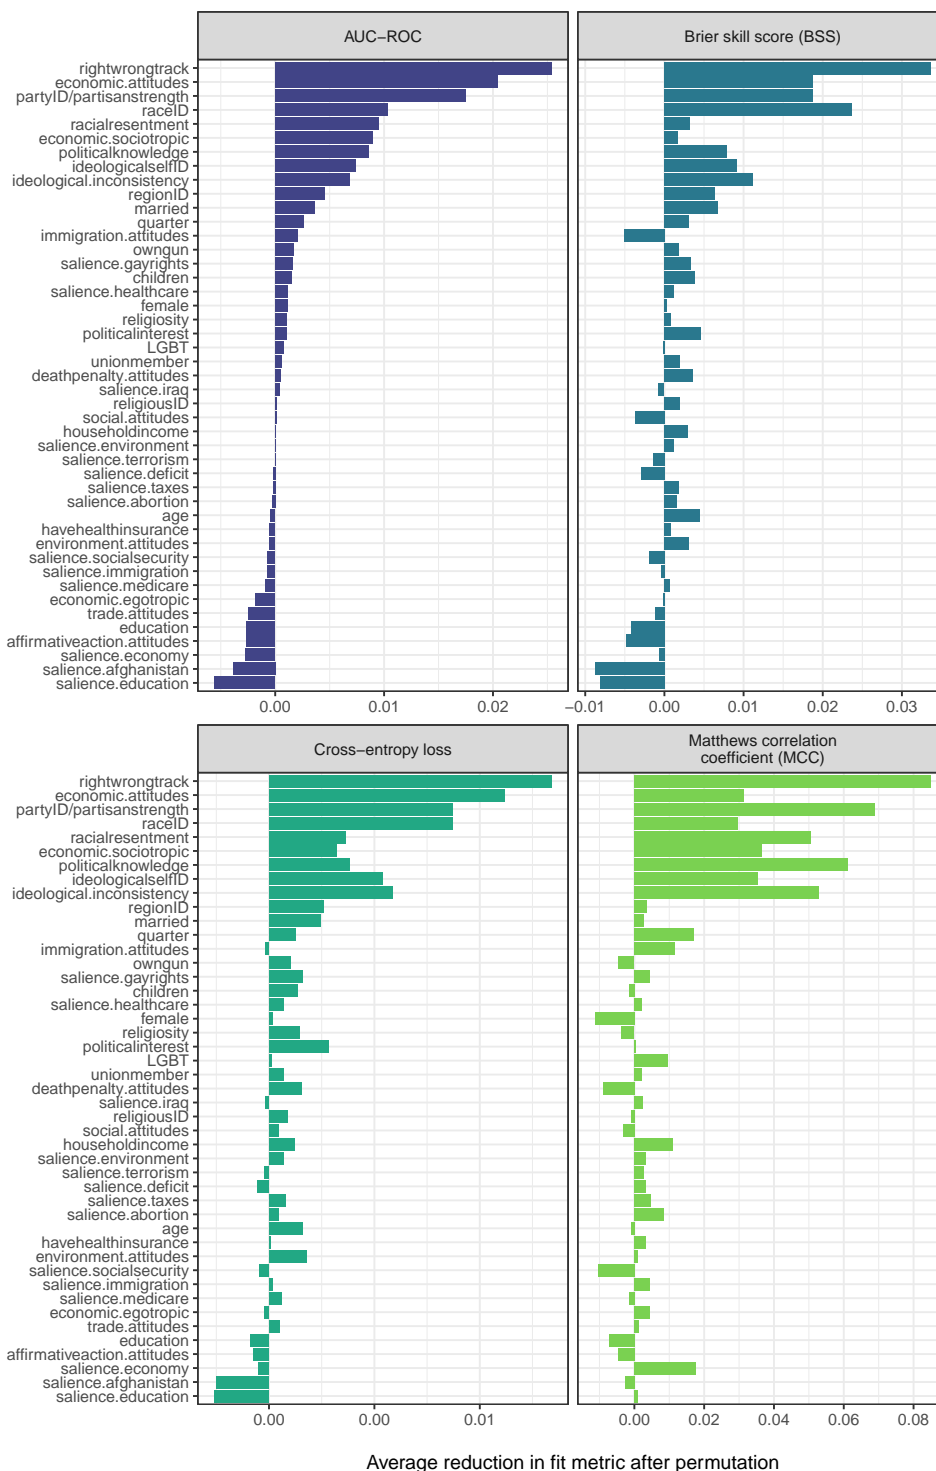 AUC−ROC
Brier skill score (BSS)
rightwrongtrack
economic.attitudes
partyID/partisanstrength
raceID
racialresentment
economic.sociotropic
politicalknowledge
ideologicalselfID
ideological.inconsistency
regionID
married
quarter
immigration.attitudes
owngun
salience.gayrights
children
salience.healthcare
female
religiosity
politicalinterest
LGBT
unionmember
deathpenalty.attitudes
salience.iraq
religiousID
social.attitudes
householdincome
salience.environment
salience.terrorism
salience.deficit
salience.taxes
salience.abortion
age
havehealthinsurance
environment.attitudes
salience.socialsecurity
salience.immigration
salience.medicare
economic.egotropic
trade.attitudes
education
affirmativeaction.attitudes
salience.economy
salience.afghanistan
salience.education
0.00 0.01 0.02 −0.01 0.00 0.01 0.02 0.03
Cross−entropy loss
Matthews correlation
coefficient (MCC)
rightwrongtrack
economic.attitudes
partyID/partisanstrength
raceID
racialresentment
economic.sociotropic
politicalknowledge
ideologicalselfID
ideological.inconsistency
regionID
married
quarter
immigration.attitudes
owngun
salience.gayrights
children
salience.healthcare
female
religiosity
politicalinterest
LGBT
unionmember
deathpenalty.attitudes
salience.iraq
religiousID
social.attitudes
householdincome
salience.environment
salience.terrorism
salience.deficit
salience.taxes
salience.abortion
age
havehealthinsurance
environment.attitudes
salience.socialsecurity
salience.immigration
salience.medicare
economic.egotropic
trade.attitudes
education
affirmativeaction.attitudes
salience.economy
salience.afghanistan
salience.education
0.00 0.00 0.01 0.00 0.02 0.04 0.06 0.08
Average reduction in fit metric after permutation